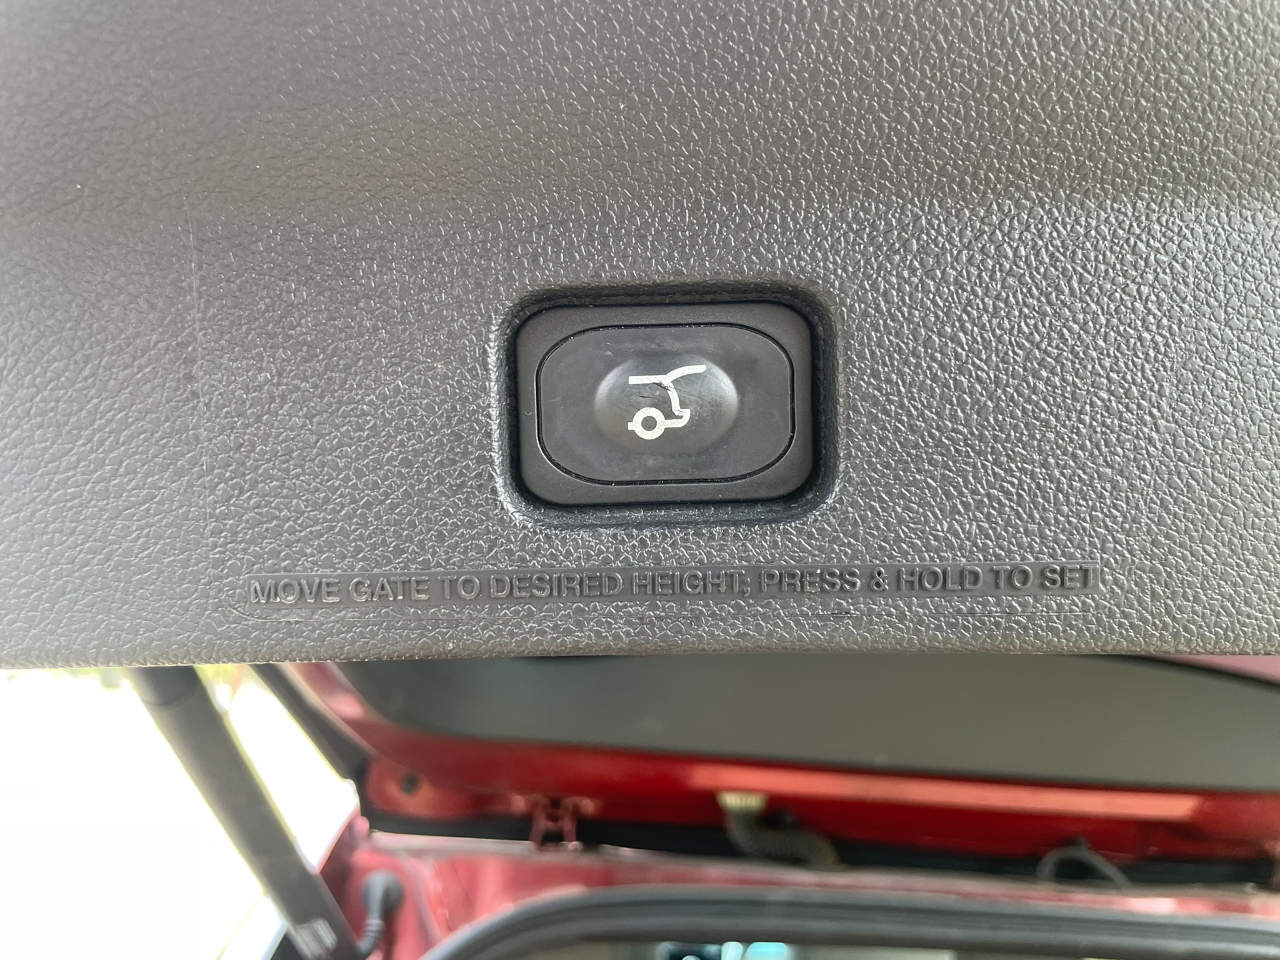 MOVE GATE TO DESIRED HEIGHT, PRESS & HOLD TO SET